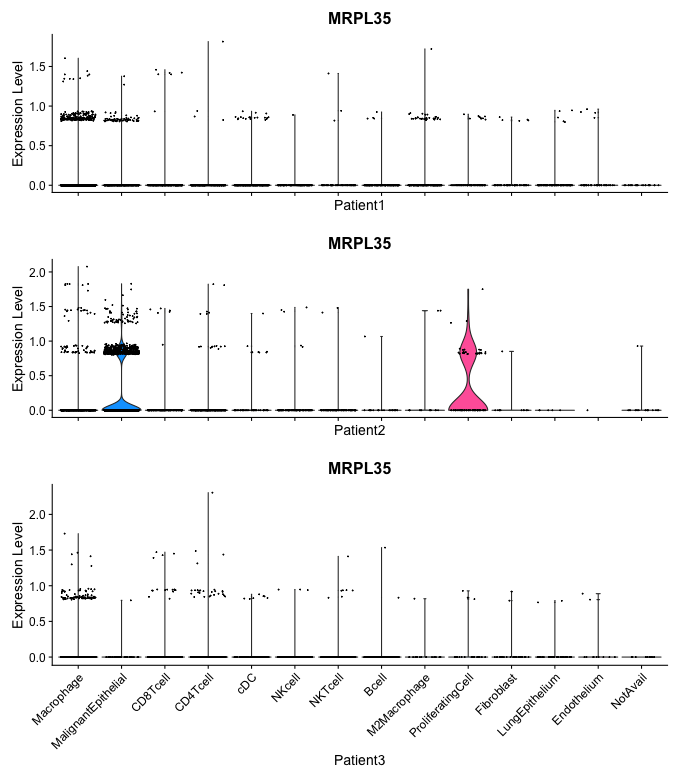 MRPL35
Expression Level
1.5
1.0
0.5
0.0
Patient1
MRPL35
Expression Level
2.0
1.5
1.0
0.5
0.0
Patient2
MRPL35
Expression Level
2.0
1.5
1.0
0.5
0.0
Macrophage
MalignantEpithelial
CD8Tcell
CD4Tcell
cDC
NKcell
NKTcell
Bcell
M2Macrophage
ProliferatingCell
Fibroblast
LungEpithelium
Endothelium
NotAvail
Patient3